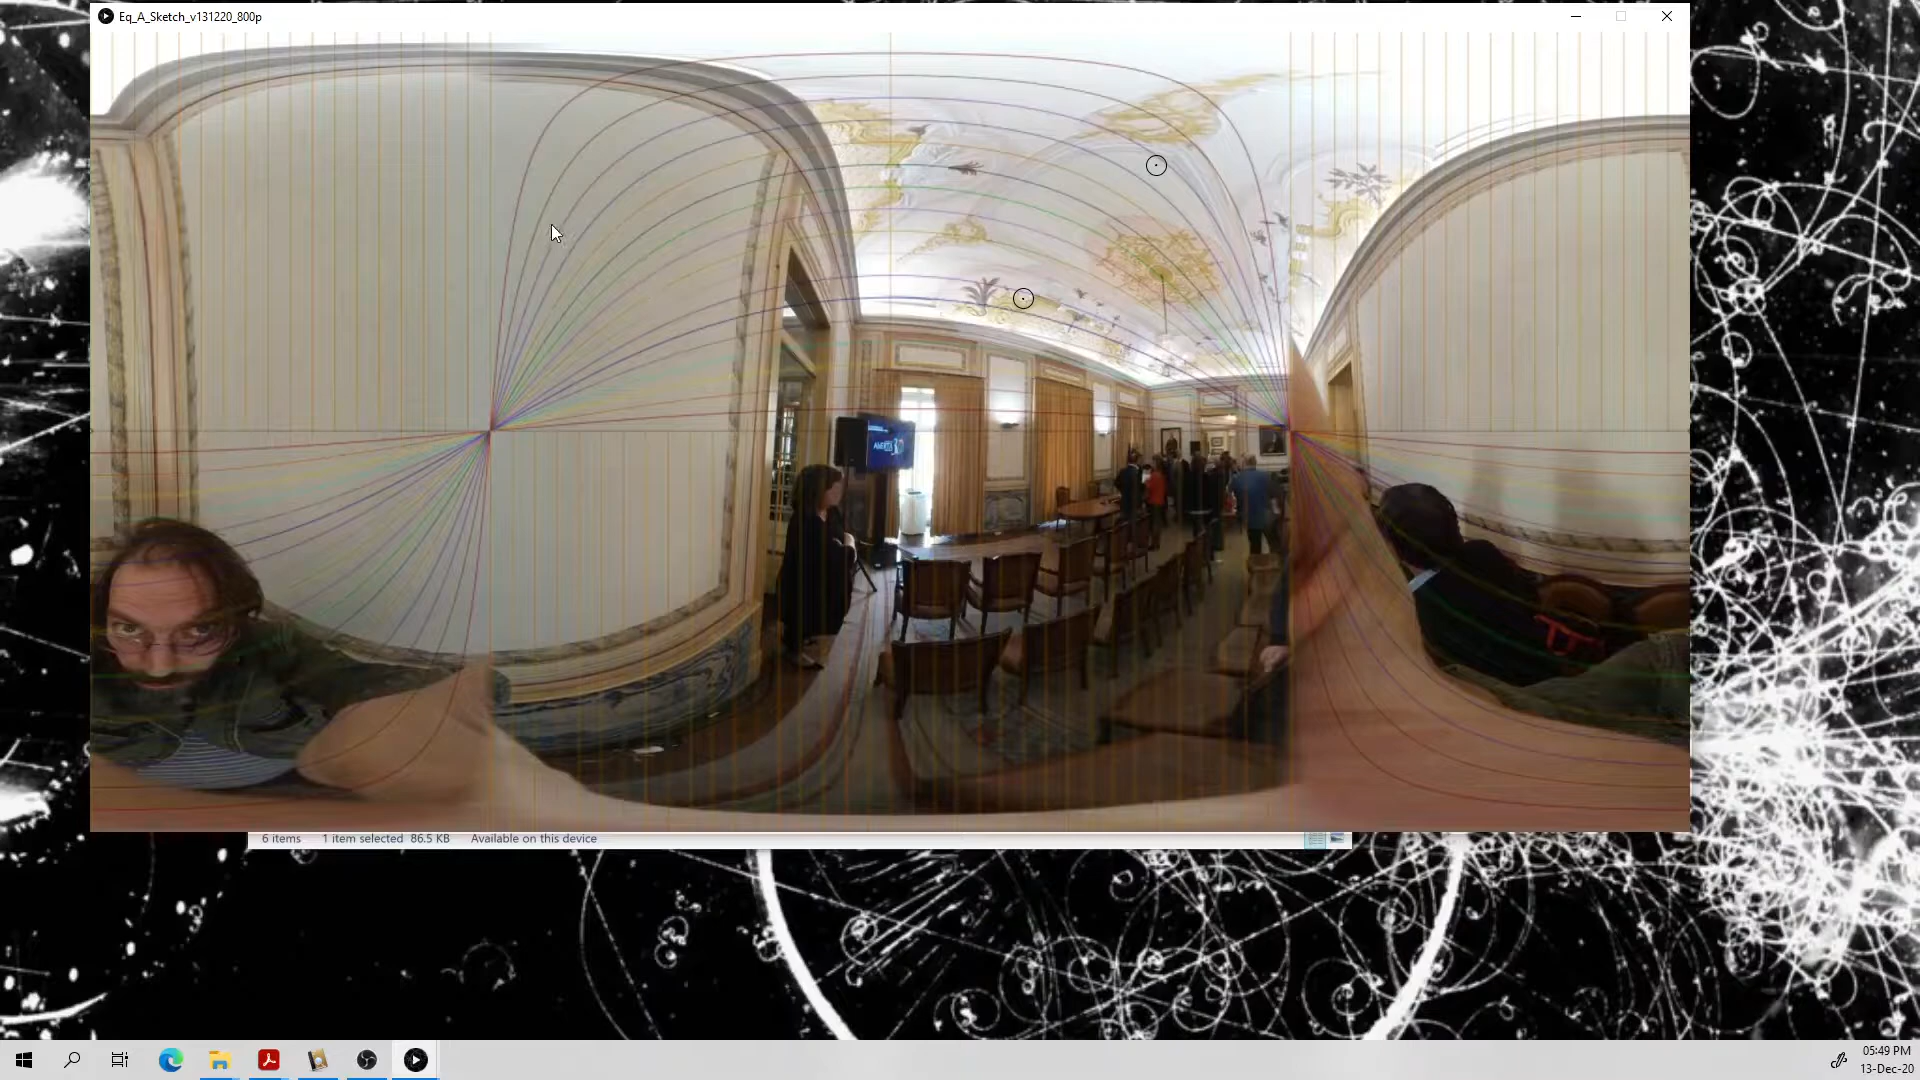 Eq_A_Sketch_v131220_800p
6 items 1 item selected 86.5 KB Available on this device
05:49 PM
13-Dec-20